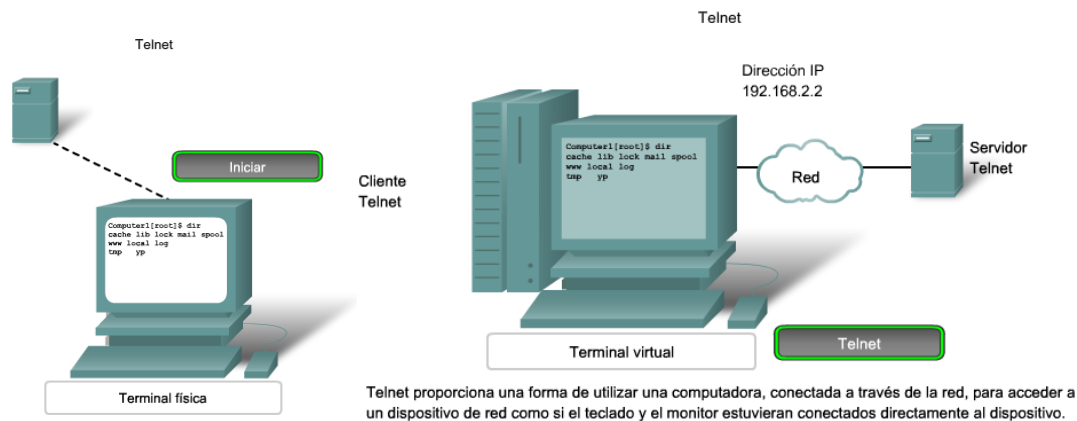 Telnet
Iniciar
Computer1[root]$ dir
cache lib lock mail spool
www local log
tmp yp
Terminal física
Telnet
Dirección IP
192.168.2.2
Cliente
Telnet
Computer1[root]$ dir
cache lib lock mail spool
www local log
tmp yp
Red
Servidor
Telnet
Terminal virtual
Telnet
Telnet proporciona una forma de utilizar una computadora, conectada a través de la red, para acceder a
un dispositivo de red como si el teclado y el monitor estuvieran conectados directamente al dispositivo.